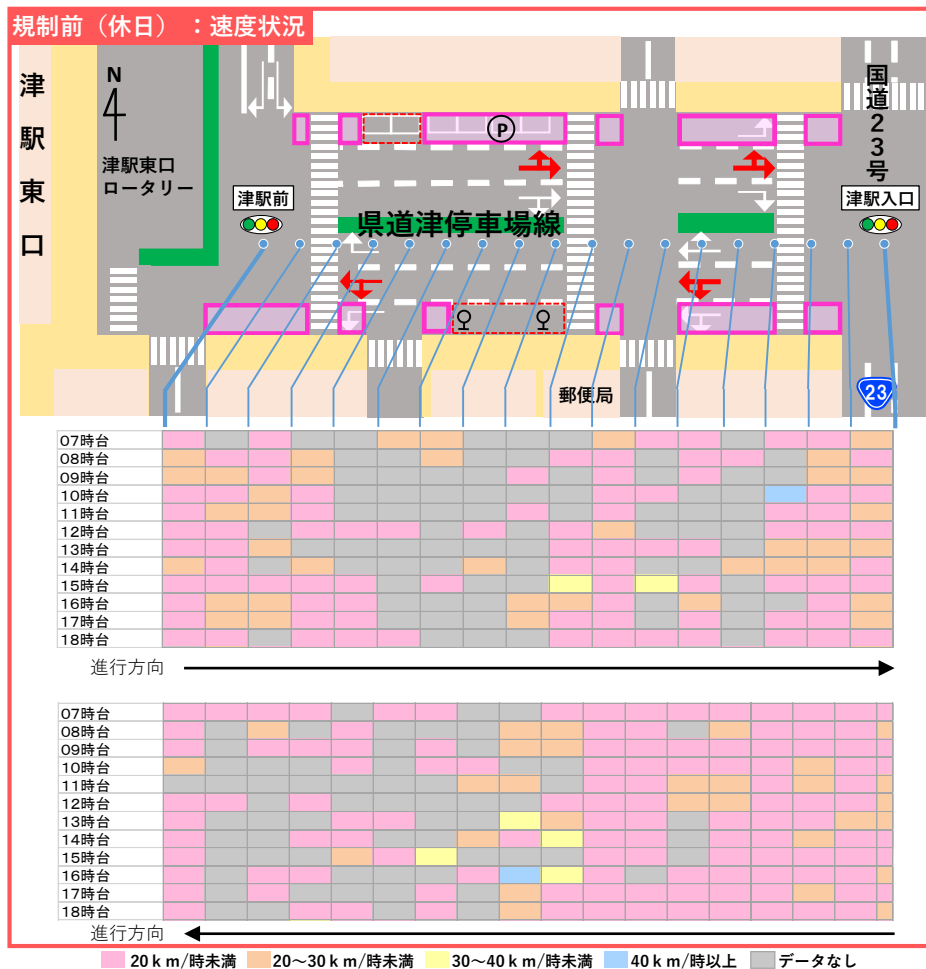 規制前（休日）：速度状況
津駅東口
N
津駅東口
ロータリー
津駅前
P
県道津停車場線
国道23号
津駅入口
郵便局
23
07時台
08時台
09時台
10時台
11時台
12時台
13時台
14時台
15時台
16時台
17時台
18時台
進行方向
07時台
08時台
09時台
10時台
11時台
12時台
13時台
14時台
15時台
16時台
17時台
18時台
進行方向
20km/時未満 20～30km/時未満 30～40km/時未満 40km/時以上 データなし